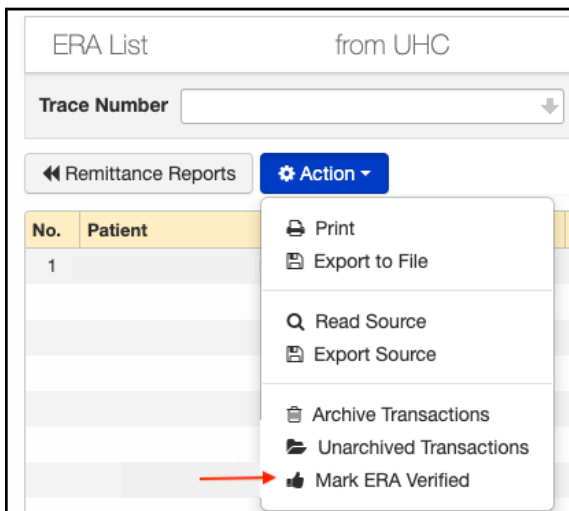 ERA List from UHC
Trace Number
Remittance Reports Action
No. Patient
1
Print
Export to File
Read Source
Export Source
Archive Transactions
Unarchived Transactions
Mark ERA Verified